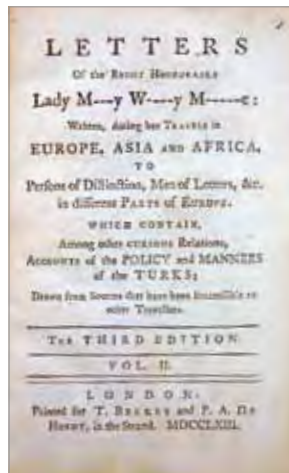 LETTERS
Of the RIGHT HONOURABLE
Lady M---y W----y M-----e:
Written, during her TRAVELS in
EUROPE, ASIA AND AFRICA,
TO
Persons of Distinction, Men of Letters, &c.
in different PARTS of EUROPE.
WHICH CONTAIN,
Among other CURIOUS Relations,
ACCOUNTS of the POLICY and MANNERS
of the TURKS;
Drawn from Sources that have been inaccessible to
other Travellers.
THE THIRD EDITION
VOL. II.
LONDON:
Printed for T. BECKET and P. A. DE
HONDT, in the Strand. MDCCLXIII.